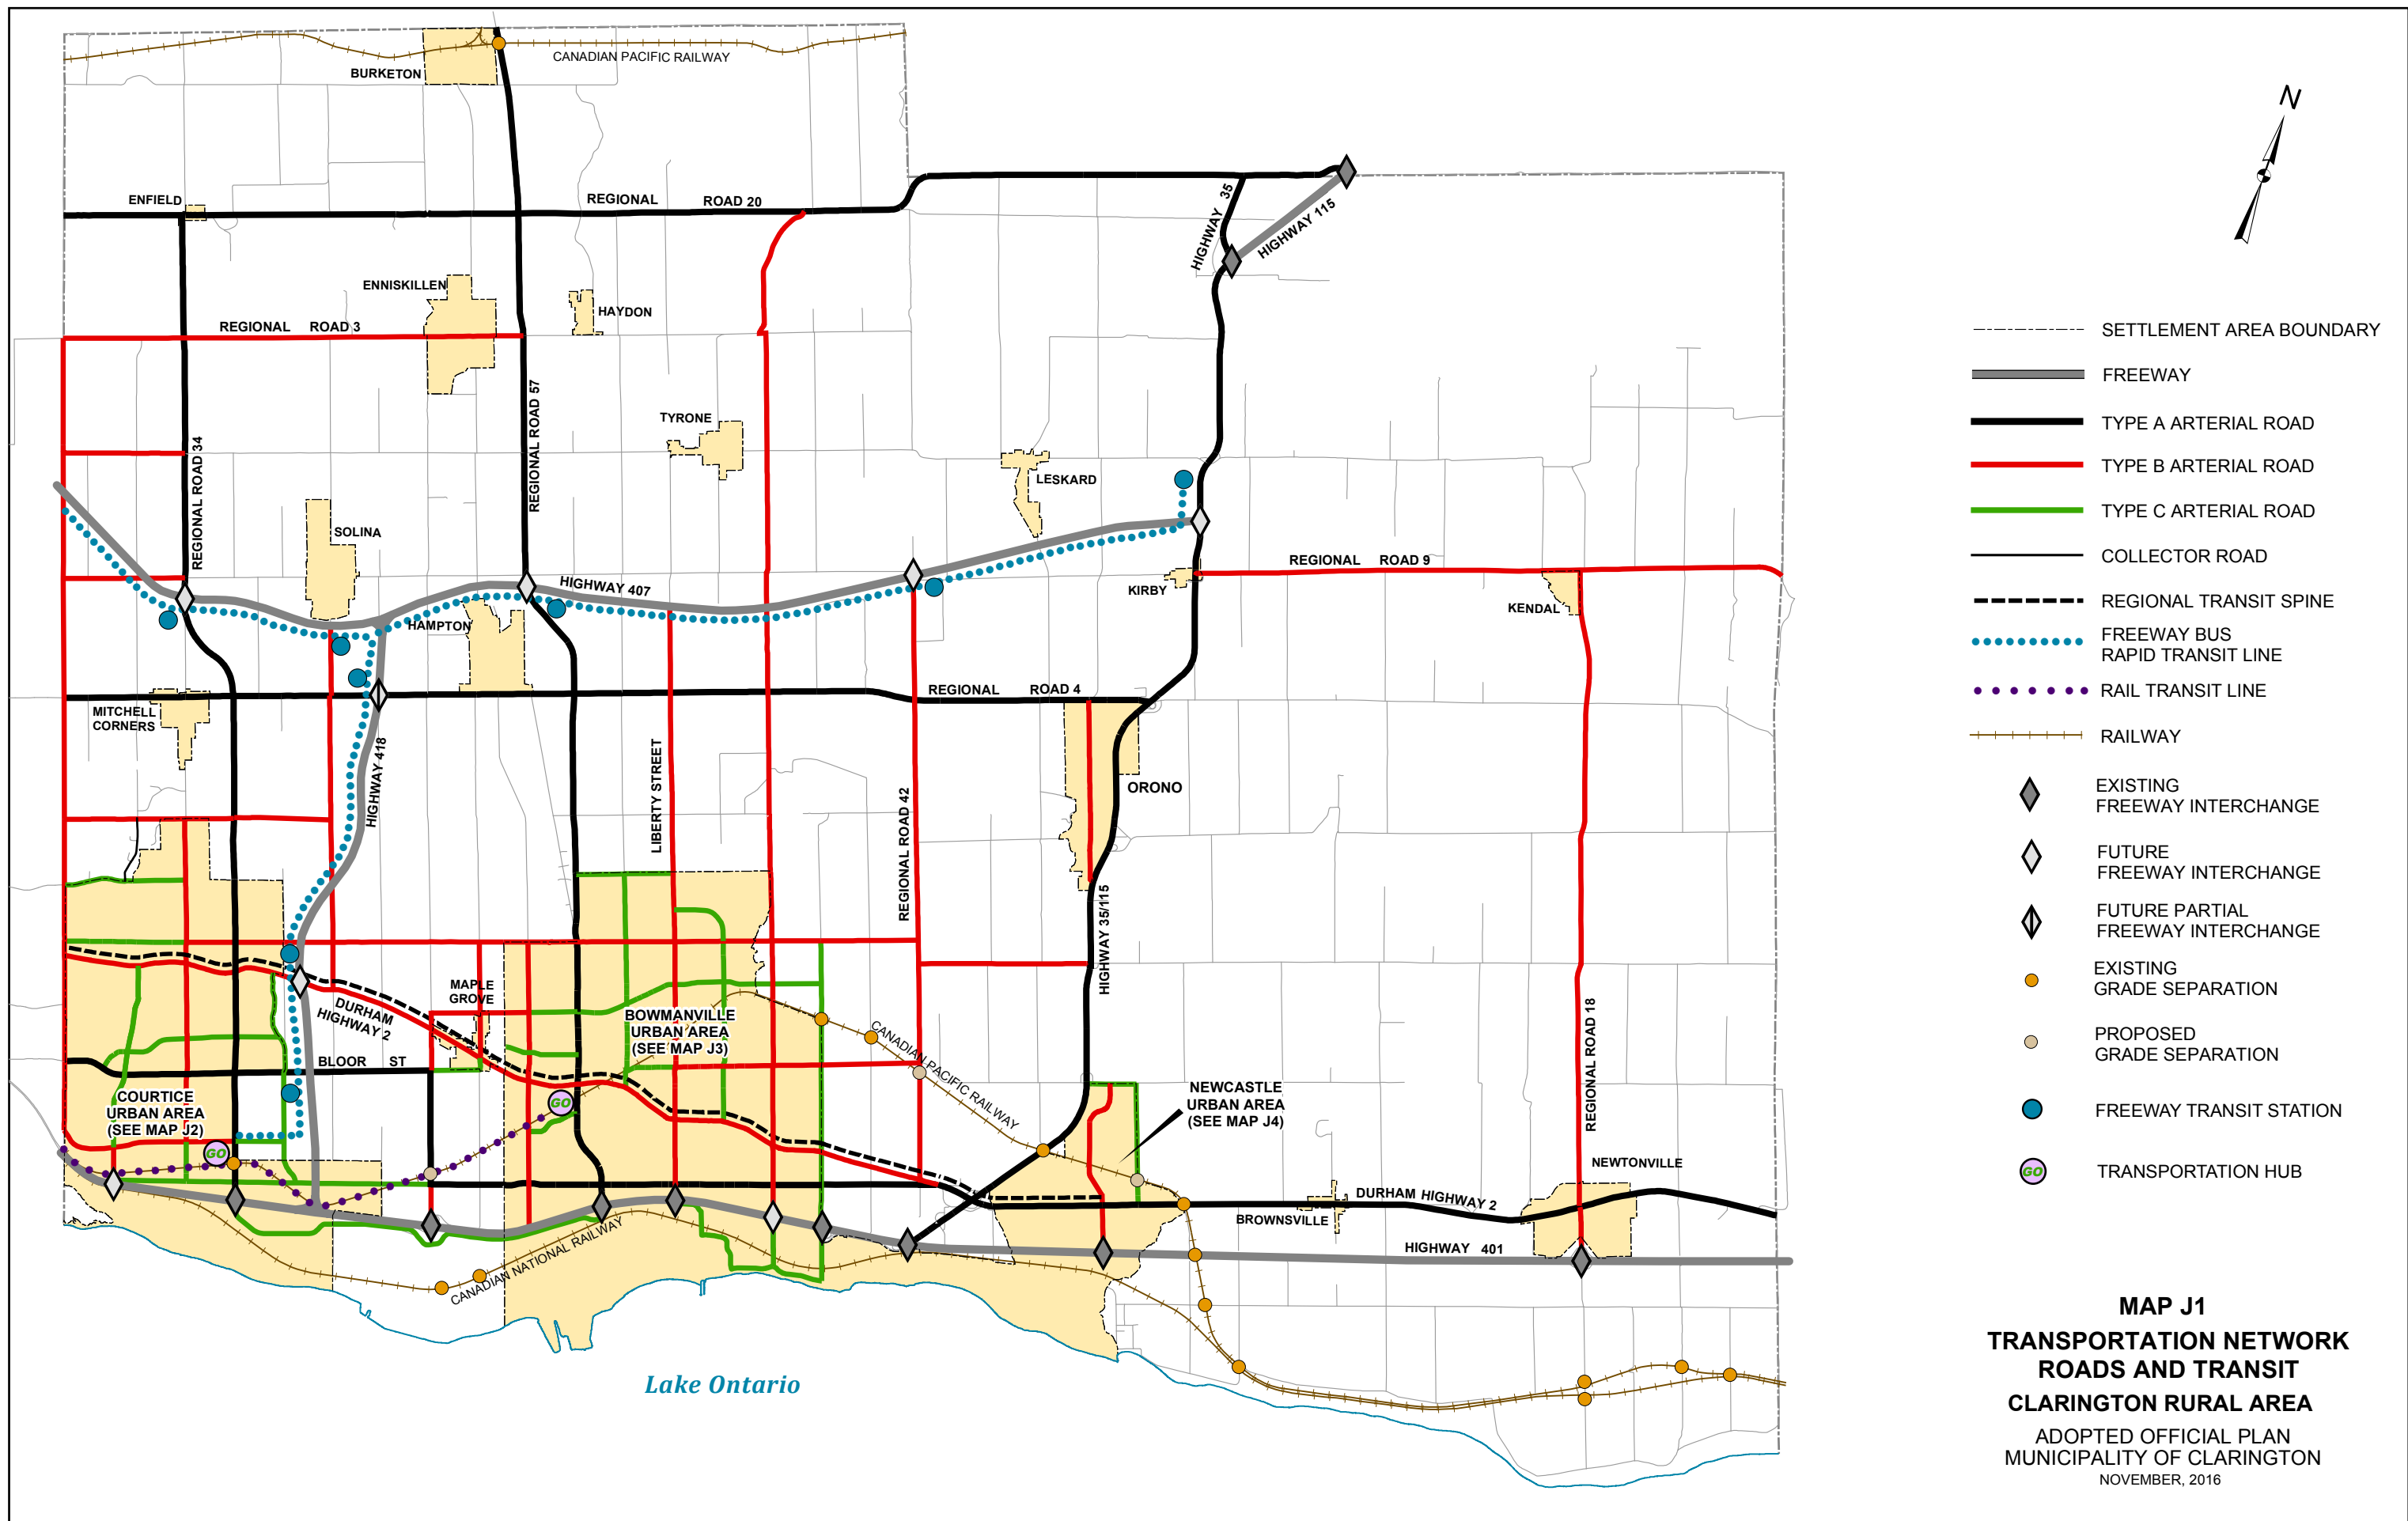 CANADIAN PACIFIC RAILWAY
BURKETON
N
HIGHWAY 35
HIGHWAY 115
ENFIELD
REGIONAL ROAD 20
ENNISKILLEN
HAYDON
REGIONAL ROAD 3
REGIONAL ROAD 57
TYRONE
REGIONAL ROAD 34
LESKARD
SOLINA
REGIONAL ROAD 9
HIGHWAY 407
KIRBY
KENDAL
HAMPTON
REGIONAL ROAD 4
MITCHELL
CORNERS
HIGHWAY 418
LIBERTY STREET
ORONO
REGIONAL ROAD 42
HIGHWAY 35/115
MAPLE
GROVE
DURHAM
HIGHWAY 2
BOWMANVILLE
URBAN AREA
(SEE MAP J3)
CANADIAN PACIFIC RAILWAY
REGIONAL ROAD 18
BLOOR ST
COURTICE
URBAN AREA
(SEE MAP J2)
NEWCASTLE
URBAN AREA
(SEE MAP J4)
GO
GO
NEWTONVILLE
DURHAM HIGHWAY 2
BROWNSVILLE
HIGHWAY 401
CANADIAN NATIONAL RAILWAY
Lake Ontario
SETTLEMENT AREA BOUNDARY
FREEWAY
TYPE A ARTERIAL ROAD
TYPE B ARTERIAL ROAD
TYPE C ARTERIAL ROAD
COLLECTOR ROAD
REGIONAL TRANSIT SPINE
FREEWAY BUS
RAPID TRANSIT LINE
RAIL TRANSIT LINE
RAILWAY
EXISTING
FREEWAY INTERCHANGE
FUTURE
FREEWAY INTERCHANGE
FUTURE PARTIAL
FREEWAY INTERCHANGE
EXISTING
GRADE SEPARATION
PROPOSED
GRADE SEPARATION
FREEWAY TRANSIT STATION
GO TRANSPORTATION HUB
MAP J1
TRANSPORTATION NETWORK
ROADS AND TRANSIT
CLARINGTON RURAL AREA
ADOPTED OFFICIAL PLAN
MUNICIPALITY OF CLARINGTON
NOVEMBER, 2016